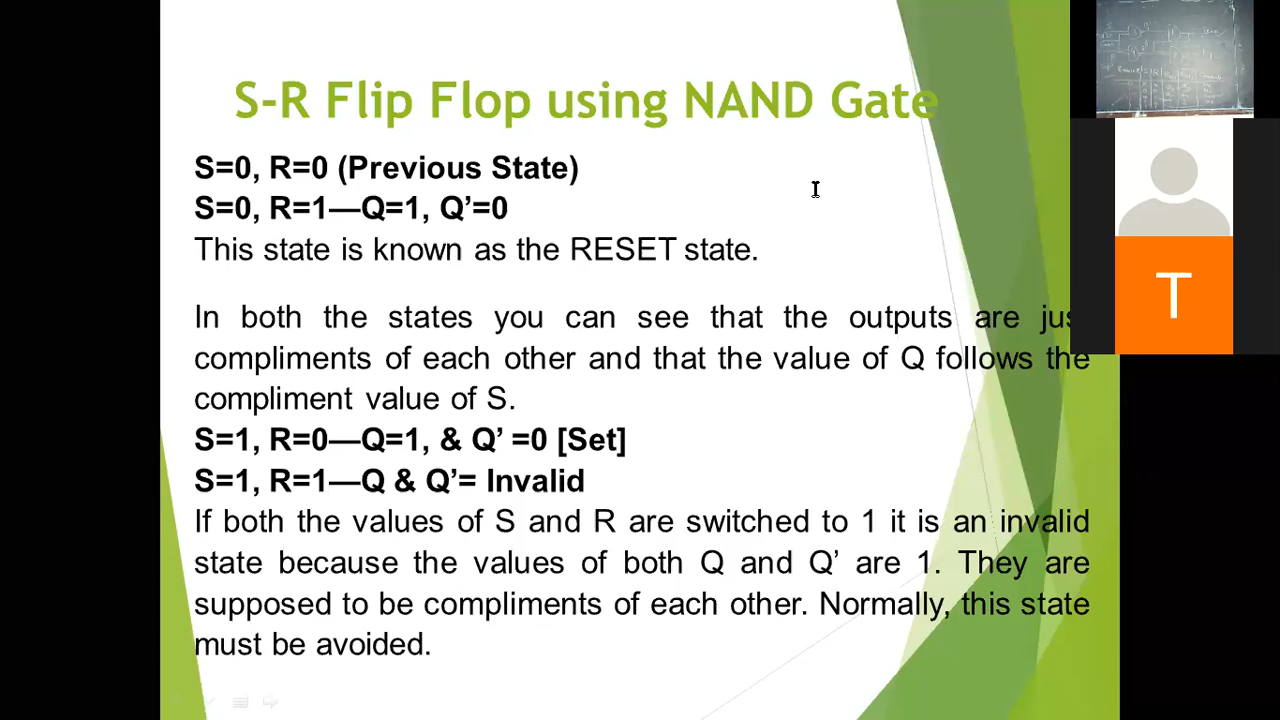 S-R Flip Flop using NAND Gate
S=0, R=0 (Previous State)
S=0, R=1—Q=1, Q’=0
This state is known as the RESET state.
In both the states you can see that the outputs are
compliments of each other and that the value of Q follows the
compliment value of S.
S=1, R=0—Q=1, & Q’ =0 [Set]
S=1, R=1—Q & Q’= Invalid
If both the values of S and R are switched to 1 it is an invalid
state because the values of both Q and Q’ are 1. They are
supposed to be compliments of each other. Normally, this state
must be avoided.
T